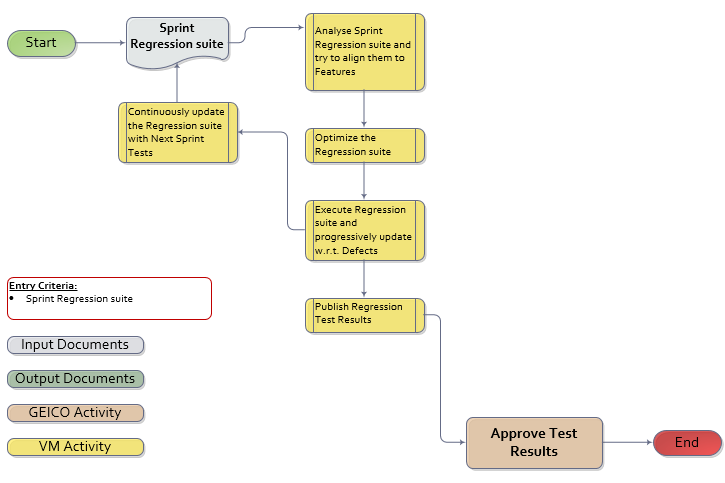 Start
Sprint
Regression suite
Analyse Sprint
Regression suite and
try to align them to
Features
Continuously update
the Regression suite
with Next Sprint
Tests
Optimize the
Regression suite
Execute Regression
suite and
progressively update
w.r.t. Defects
Entry Criteria:
• Sprint Regression suite
Publish Regression
Test Results
Input Documents
Output Documents
GEICO Activity
VM Activity
Approve Test
Results
End